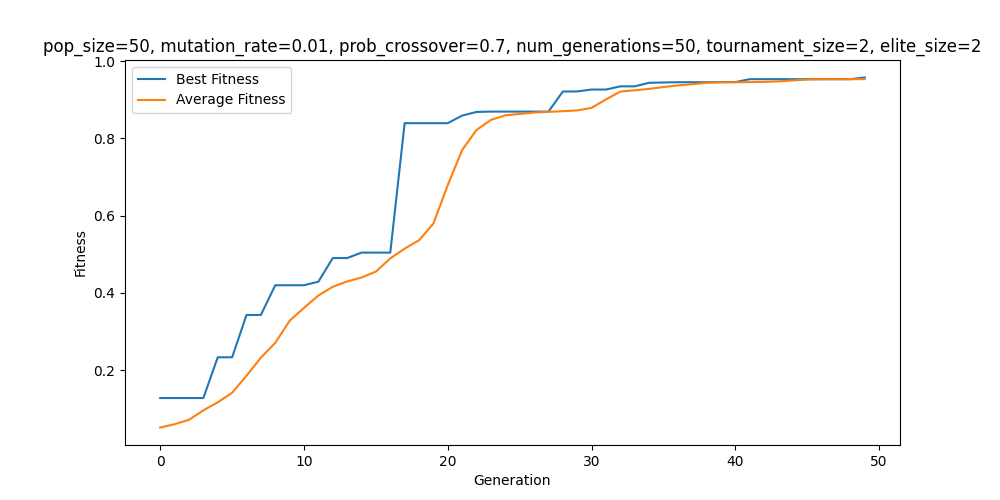 pop_size=50, mutation_rate=0.01, prob_crossover=0.7, num_generations=50, tournament_size=2, elite_size=2
Best Fitness
Average Fitness
1.0
0.8
0.6
0.4
0.2
Fitness
0 10 20 30 40 50
Generation